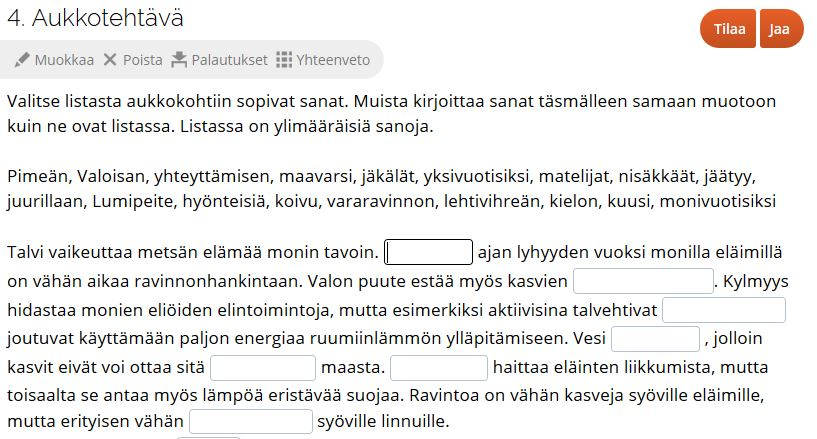 4. Aukkotehtävä
Tilaa Jaa
Muokkaa Poista Palautukset Yhteenveto
Valitse listasta aukkokohtiin sopivat sanat. Muista kirjoittaa sanat täsmälleen samaan muotoon
kuin ne ovat listassa. Listassa on ylimääräisiä sanoja.
Pimeän, Valoisan, yhteyttämisen, maavarsi, jäkälät, yksivuotisiksi, matelijat, nisäkkäät, jäätyy,
juurillaan, Lumipeite, hyönteisiä, koivu, vararavinnon, lehtivihreän, kielon, kuusi, monivuotisiksi
Talvi vaikeuttaa metsän elämää monin tavoin. ajan lyhyyden vuoksi monilla eläimillä
on vähän aikaa ravinnonhankintaan. Valon puute estää myös kasvien . Kylmyys
hidastaa monien eliöiden elintoimintoja, mutta esimerkiksi aktiivisina talvehtivat
joutuvat käyttämään paljon energiaa ruumiinlämmön ylläpitämiseen. Vesi , jolloin
kasvit eivät voi ottaa sitä maasta. haittaa eläinten liikkumista, mutta
toisaalta se antaa myös lämpöä eristävää suojaa. Ravintoa on vähän kasveja syöville eläimille,
mutta erityisen vähän syöville linnuille.